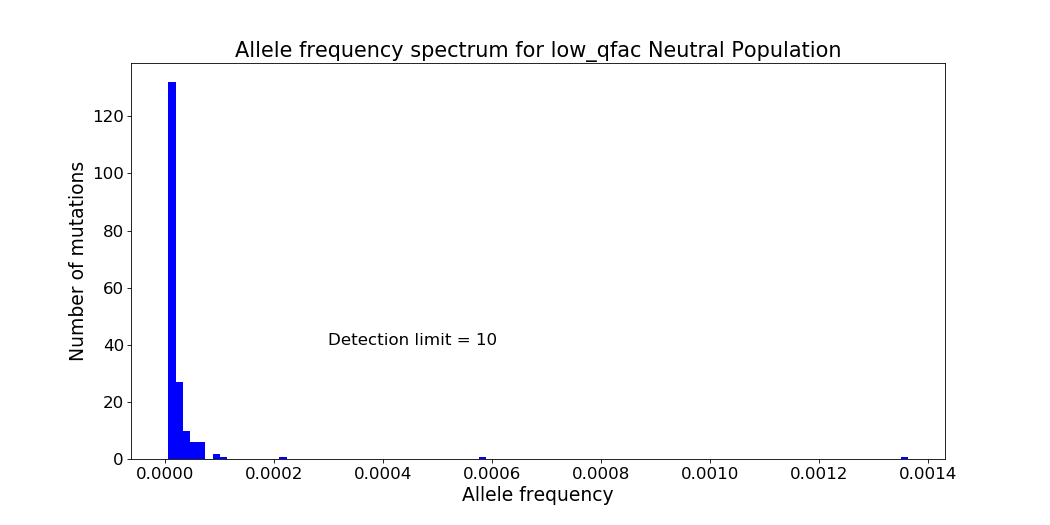 Allele frequency spectrum for low_qfac Neutral Population
Number of mutations
120
100
80
60
40
20
0
Detection limit = 10
0.0000 0.0002 0.0004 0.0006 0.0008 0.0010 0.0012 0.0014
Allele frequency